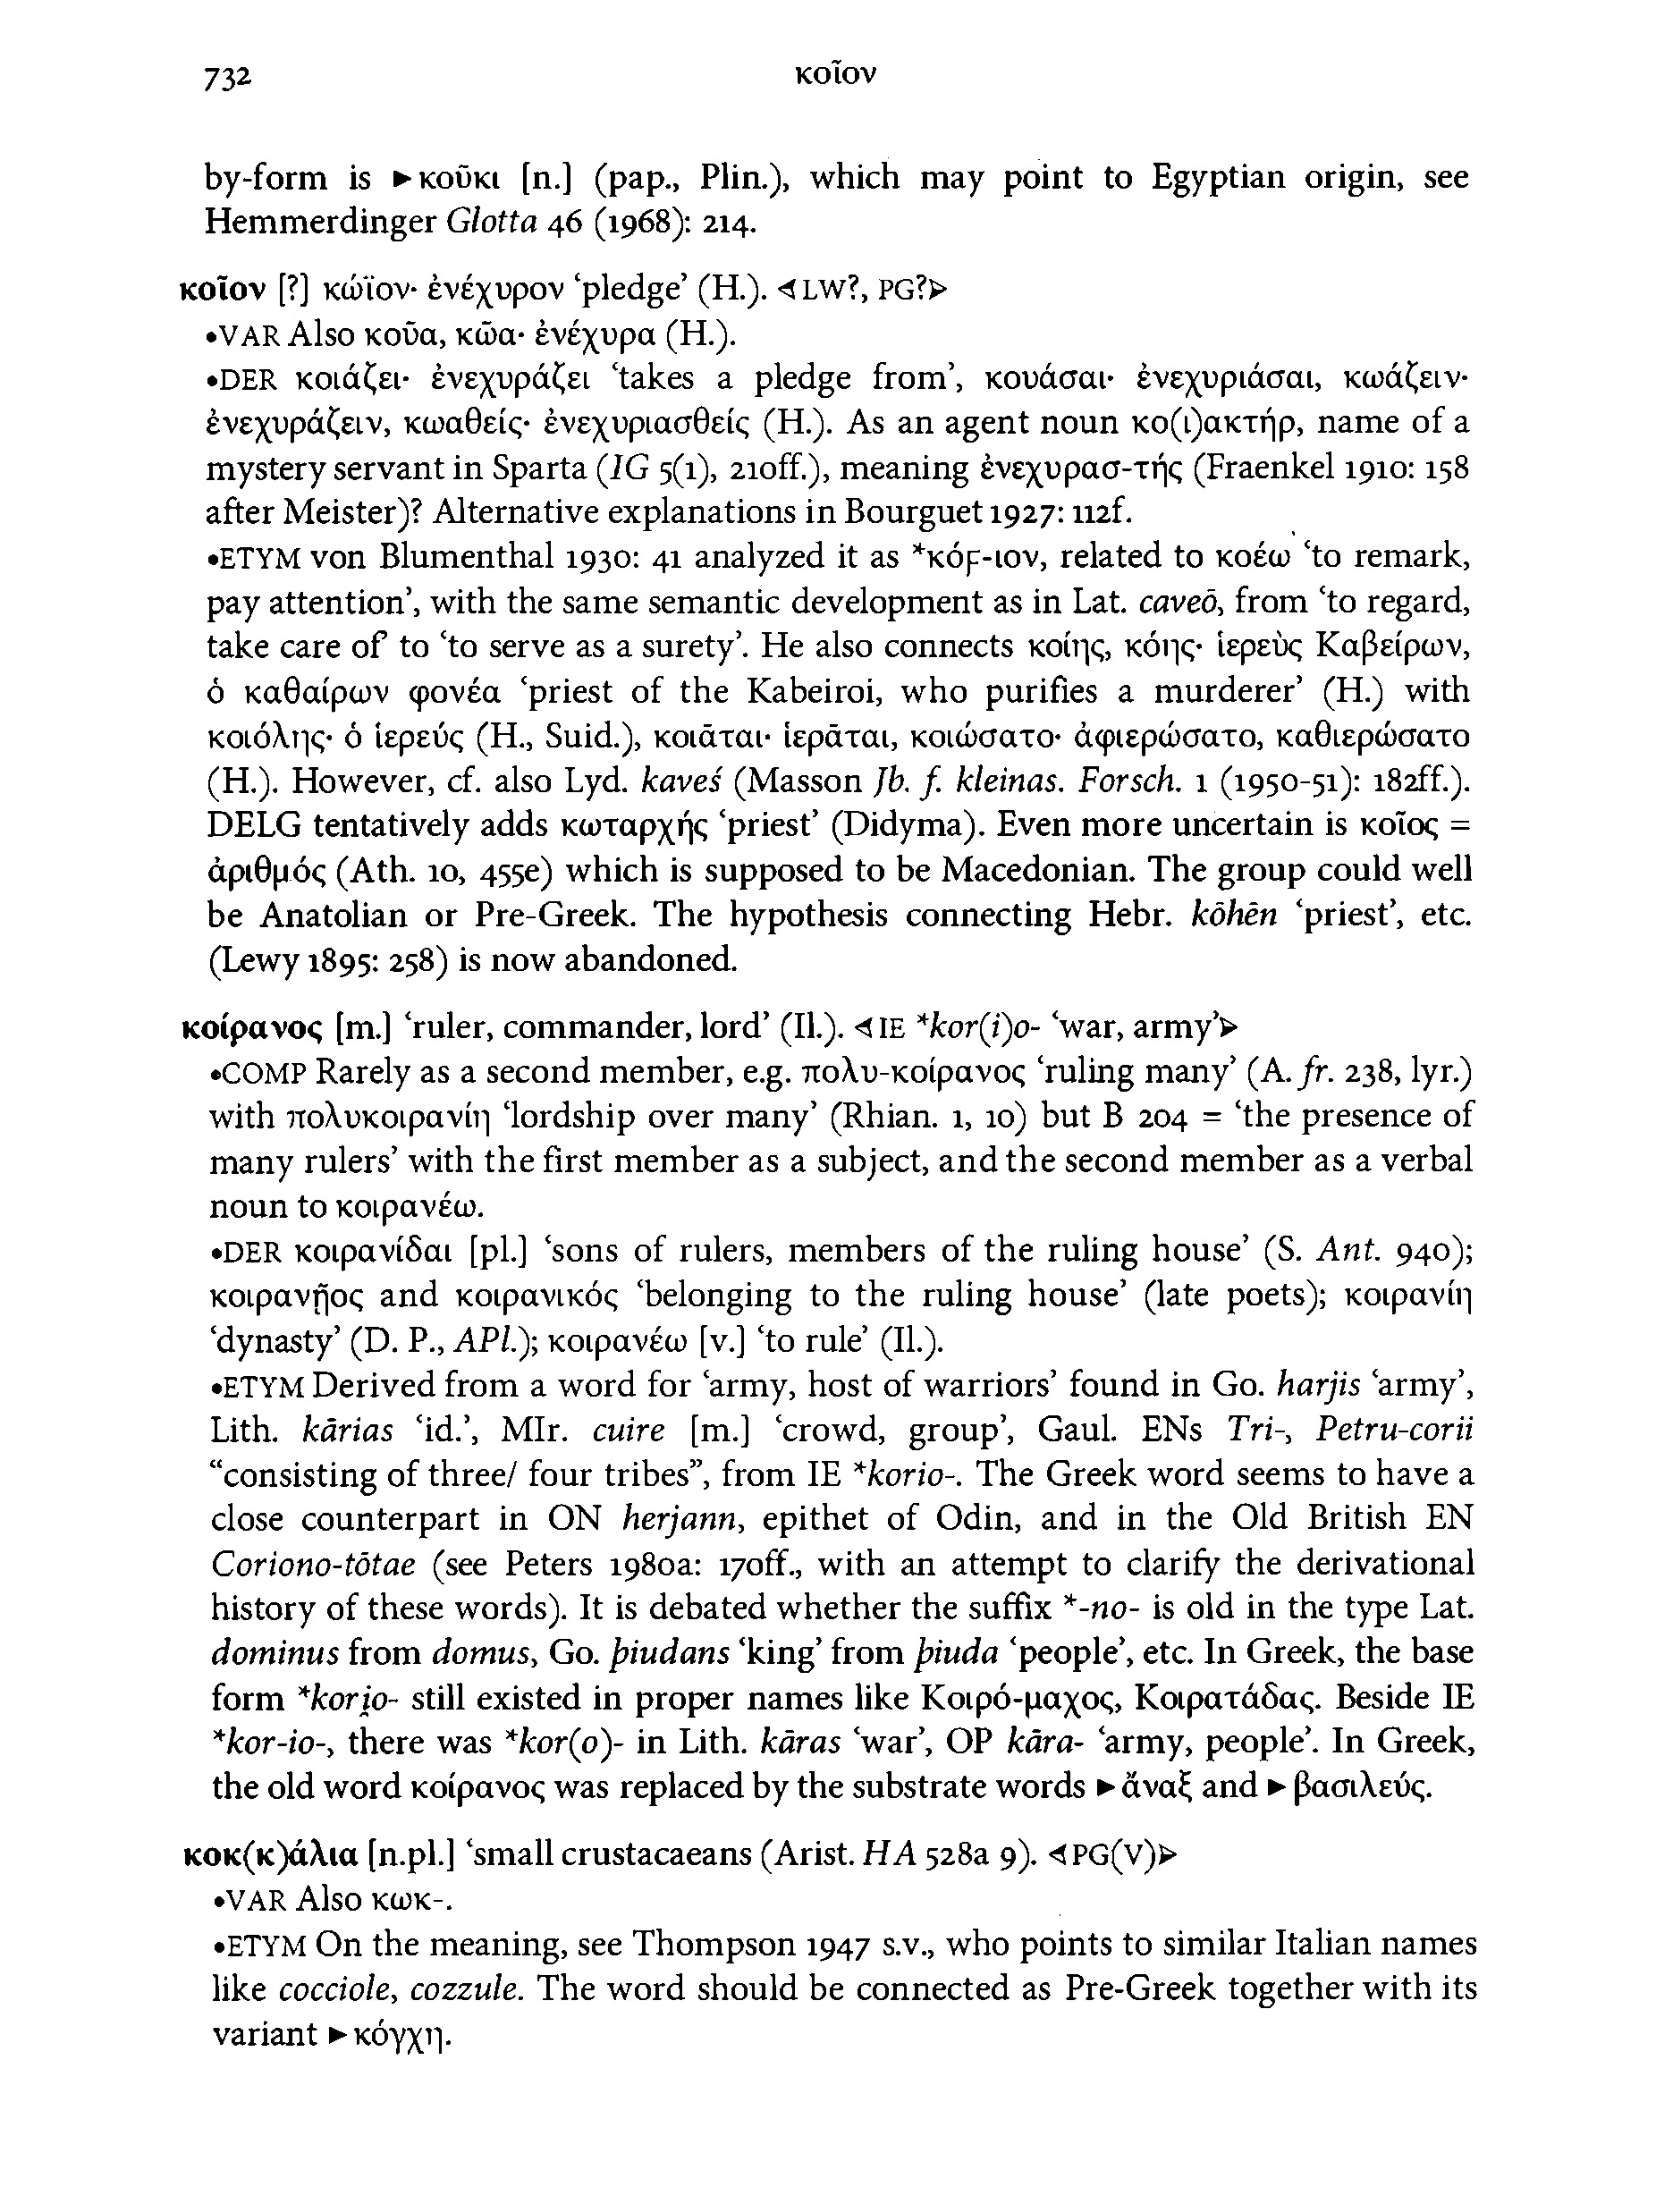 732 κοῖον
by-form is ►κοῦκι [n.] (pap., Plin.), which may point to Egyptian origin, see
Hemmerdinger Glotta 46 (1968): 214.
κοῖον [?] κώϊον· ἐνέχυρον ‘pledge’ (H.). ⊲LW?, PG?⊳
•VAR Also κοῦα, κῶα· ἐνέχυρα (H.).
•DER κοιάζει· ἐνεχυράζει ‘takes a pledge from’, κουάσαι· ἐνεχυριάσαι, κωάζειν·
ἐνεχυράζειν, κωαθείς· ἐνεχυριασθείς (H.). As an agent noun κο(ι)ακτήρ, name of a
mystery servant in Sparta (IG 5(1), 210ff.), meaning ἐνεχυρασ-τής (Fraenkel 1910: 158
after Meister)? Alternative explanations in Bourguet 1927: 112f.
•ETYM von Blumenthal 1930: 41 analyzed it as *κόϝ-ιον, related to κοέω ‘to remark,
pay attention’, with the same semantic development as in Lat. caveō, from ‘to regard,
take care of’ to ‘to serve as a surety’. He also connects κοίης, κόης· ἱερεὺς Καβείρων,
ὁ καθαίρων φονέα ‘priest of the Kabeiroi, who purifies a murderer’ (H.) with
κοιόλης· ὁ ἱερεύς (H., Suid.), κοιᾶται· ἱερᾶται, κοιώσατο· ἀφιερώσατο, καθιερώσατο
(H.). However, cf. also Lyd. kaveś (Masson Jb. f. kleinas. Forsch. 1 (1950-51): 182ff.).
DELG tentatively adds κωταρχής ‘priest’ (Didyma). Even more uncertain is κοῖος =
ἀριθμός (Ath. 10, 455e) which is supposed to be Macedonian. The group could well
be Anatolian or Pre-Greek. The hypothesis connecting Hebr. kōhēn ‘priest’, etc.
(Lewy 1895: 258) is now abandoned.
κοίρανος [m.] ‘ruler, commander, lord’ (Il.). ⊲IE *kor(i)o- ‘war, army’⊳
•COMP Rarely as a second member, e.g. πολυ-κοίρανος ‘ruling many’ (A. fr. 238, lyr.)
with πολυκοιρανίη ‘lordship over many’ (Rhian. 1, 10) but B 204 = ‘the presence of
many rulers’ with the first member as a subject, and the second member as a verbal
noun to κοιρανέω.
•DER κοιρανίδαι [pl.] ‘sons of rulers, members of the ruling house’ (S. Ant. 940);
κοιρανῆος and κοιρανικός ‘belonging to the ruling house’ (late poets); κοιρανίη
‘dynasty’ (D. P., APl.); κοιρανέω [v.] ‘to rule’ (Il.).
•ETYM Derived from a word for ‘army, host of warriors’ found in Go. harjis ‘army’,
Lith. kãrias ‘id.’, MIr. cuire [m.] ‘crowd, group’, Gaul. ENs Tri-, Petru-corii
“consisting of three/ four tribes”, from IE *korio-. The Greek word seems to have a
close counterpart in ON herjann, epithet of Odin, and in the Old British EN
Coriono-tōtae (see Peters 1980a: 170ff., with an attempt to clarify the derivational
history of these words). It is debated whether the suffix *-no- is old in the type Lat.
dominus from domus, Go. þiudans ‘king’ from þiuda ‘people’, etc. In Greek, the base
form *kori̯o- still existed in proper names like Κοιρό-μαχος, Κοιρατάδας. Beside IE
*kor-io-, there was *kor(o)- in Lith. kãras ‘war’, OP kāra- ‘army, people’. In Greek,
the old word κοίρανος was replaced by the substrate words ►ἄναξ and ►βασιλεύς.
κοκ(κ)άλια [n.pl.] ‘small crustacaeans (Arist. HA 528a 9). ⊲PG(V)⊳
•VAR Also κωκ-.
•ETYM On the meaning, see Thompson 1947 s.v., who points to similar Italian names
like cocciole, cozzule. The word should be connected as Pre-Greek together with its
variant ►κόγχη.